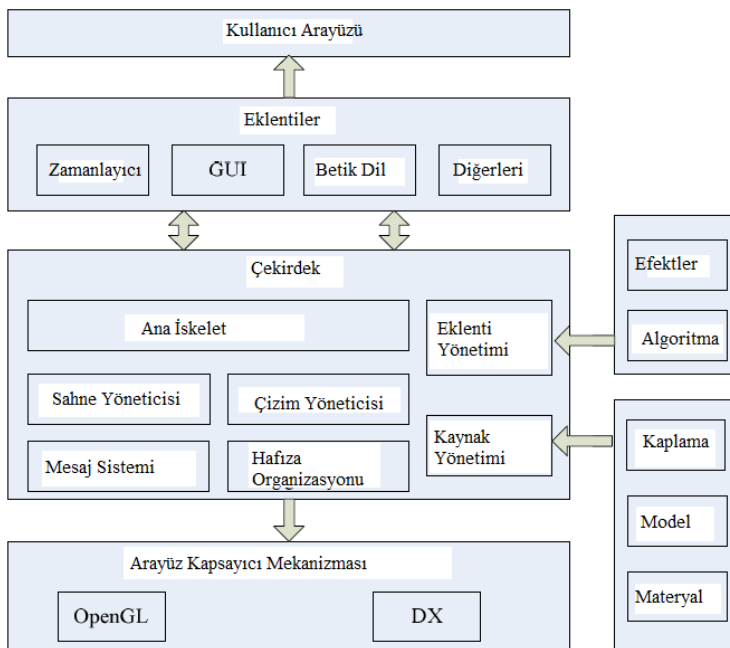 Kullanıcı Arayüzü
Eklentiler
Zamanlayıcı
GUI
Betik Dil
Diğerleri
Çekirdek
Ana İskelet
Eklenti
Yönetimi
Sahne Yöneticisi
Çizim Yöneticisi
Mesaj Sistemi
Hafıza
Organizasyonu
Kaynak
Yönetimi
Efektler
Algoritma
Kaplama
Model
Materyal
Arayüz Kapsayıcı Mekanizması
OpenGL
DX